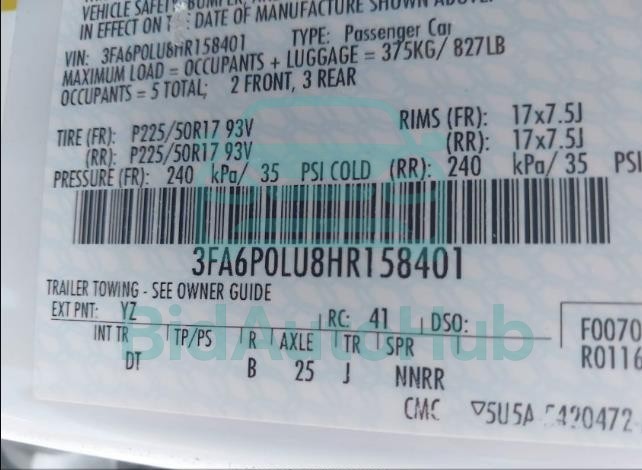 VEHICLE SAFETY BUMPER,
IN EFFECT ON THE DATE OF MANUFACTURE SHOWN ABOVE.
VIN: 3FA6P0LU8HR158401 TYPE: Passenger Car
MAXIMUM LOAD = OCCUPANTS + LUGGAGE = 375KG/ 827LB
OCCUPANTS = 5 TOTAL; 2 FRONT, 3 REAR
TIRE (FR): P225/50R17 93V RIMS (FR): 17x7.5J
(RR): P225/50R17 93V (RR): 17x7.5J
PRESSURE (FR): 240 kPa/ 35 PSI COLD (RR): 240 kPa/ 35 PSI
3FA6P0LU8HR158401
TRAILER TOWING - SEE OWNER GUIDE
EXT PNT: YZ RC: 41 DSO: F0070
INT TR TP/PS R AXLE TR SPR R0116
DT B 25 J NNRR
CMC ▽5U5A
BidAutoHub